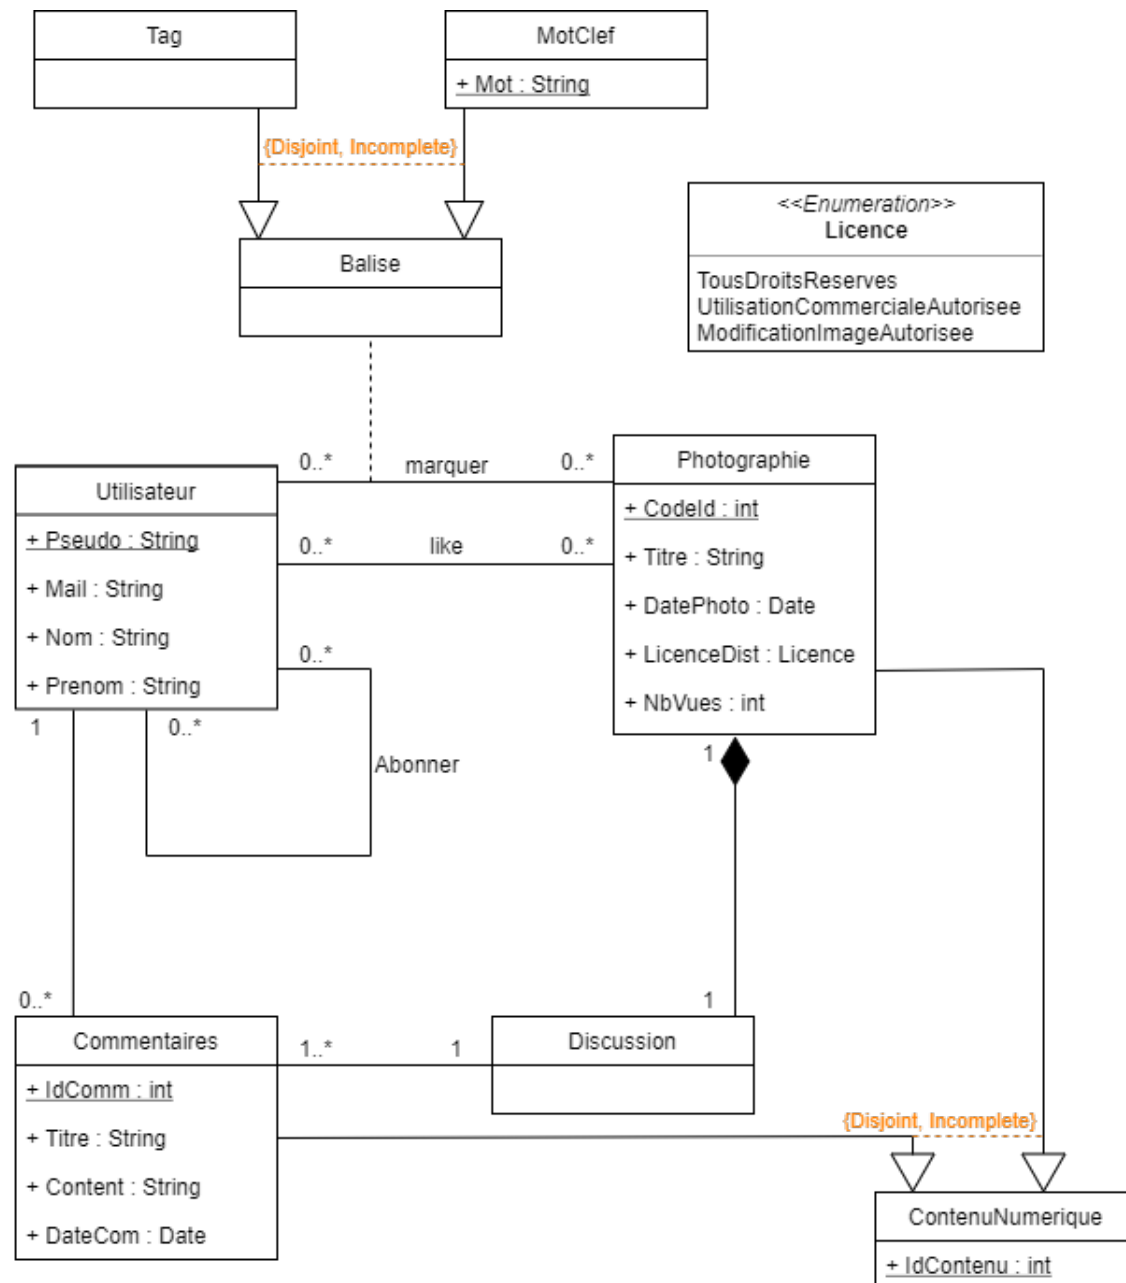 Tag
MotClef
+ Mot : String
{Disjoint, Incomplete}
<<Enumeration>>
Licence
TousDroitsReserves
UtilisationCommercialeAutorisee
ModificationImageAutorisee
Balise
0..* marquer 0..*
Photographie
+ CodeId : int
+ Titre : String
+ DatePhoto : Date
+ LicenceDist : Licence
+ NbVues : int
Utilisateur
+ Pseudo : String
+ Mail : String
+ Nom : String
+ Prenom : String
0..* like 0..*
0..*
1
0..*
Abonner
1
0..*
1
Commentaires
+ IdComm : int
+ Titre : String
+ Content : String
+ DateCom : Date
1..* 1
Discussion
{Disjoint, Incomplete}
ContenuNumerique
+ IdContenu : int